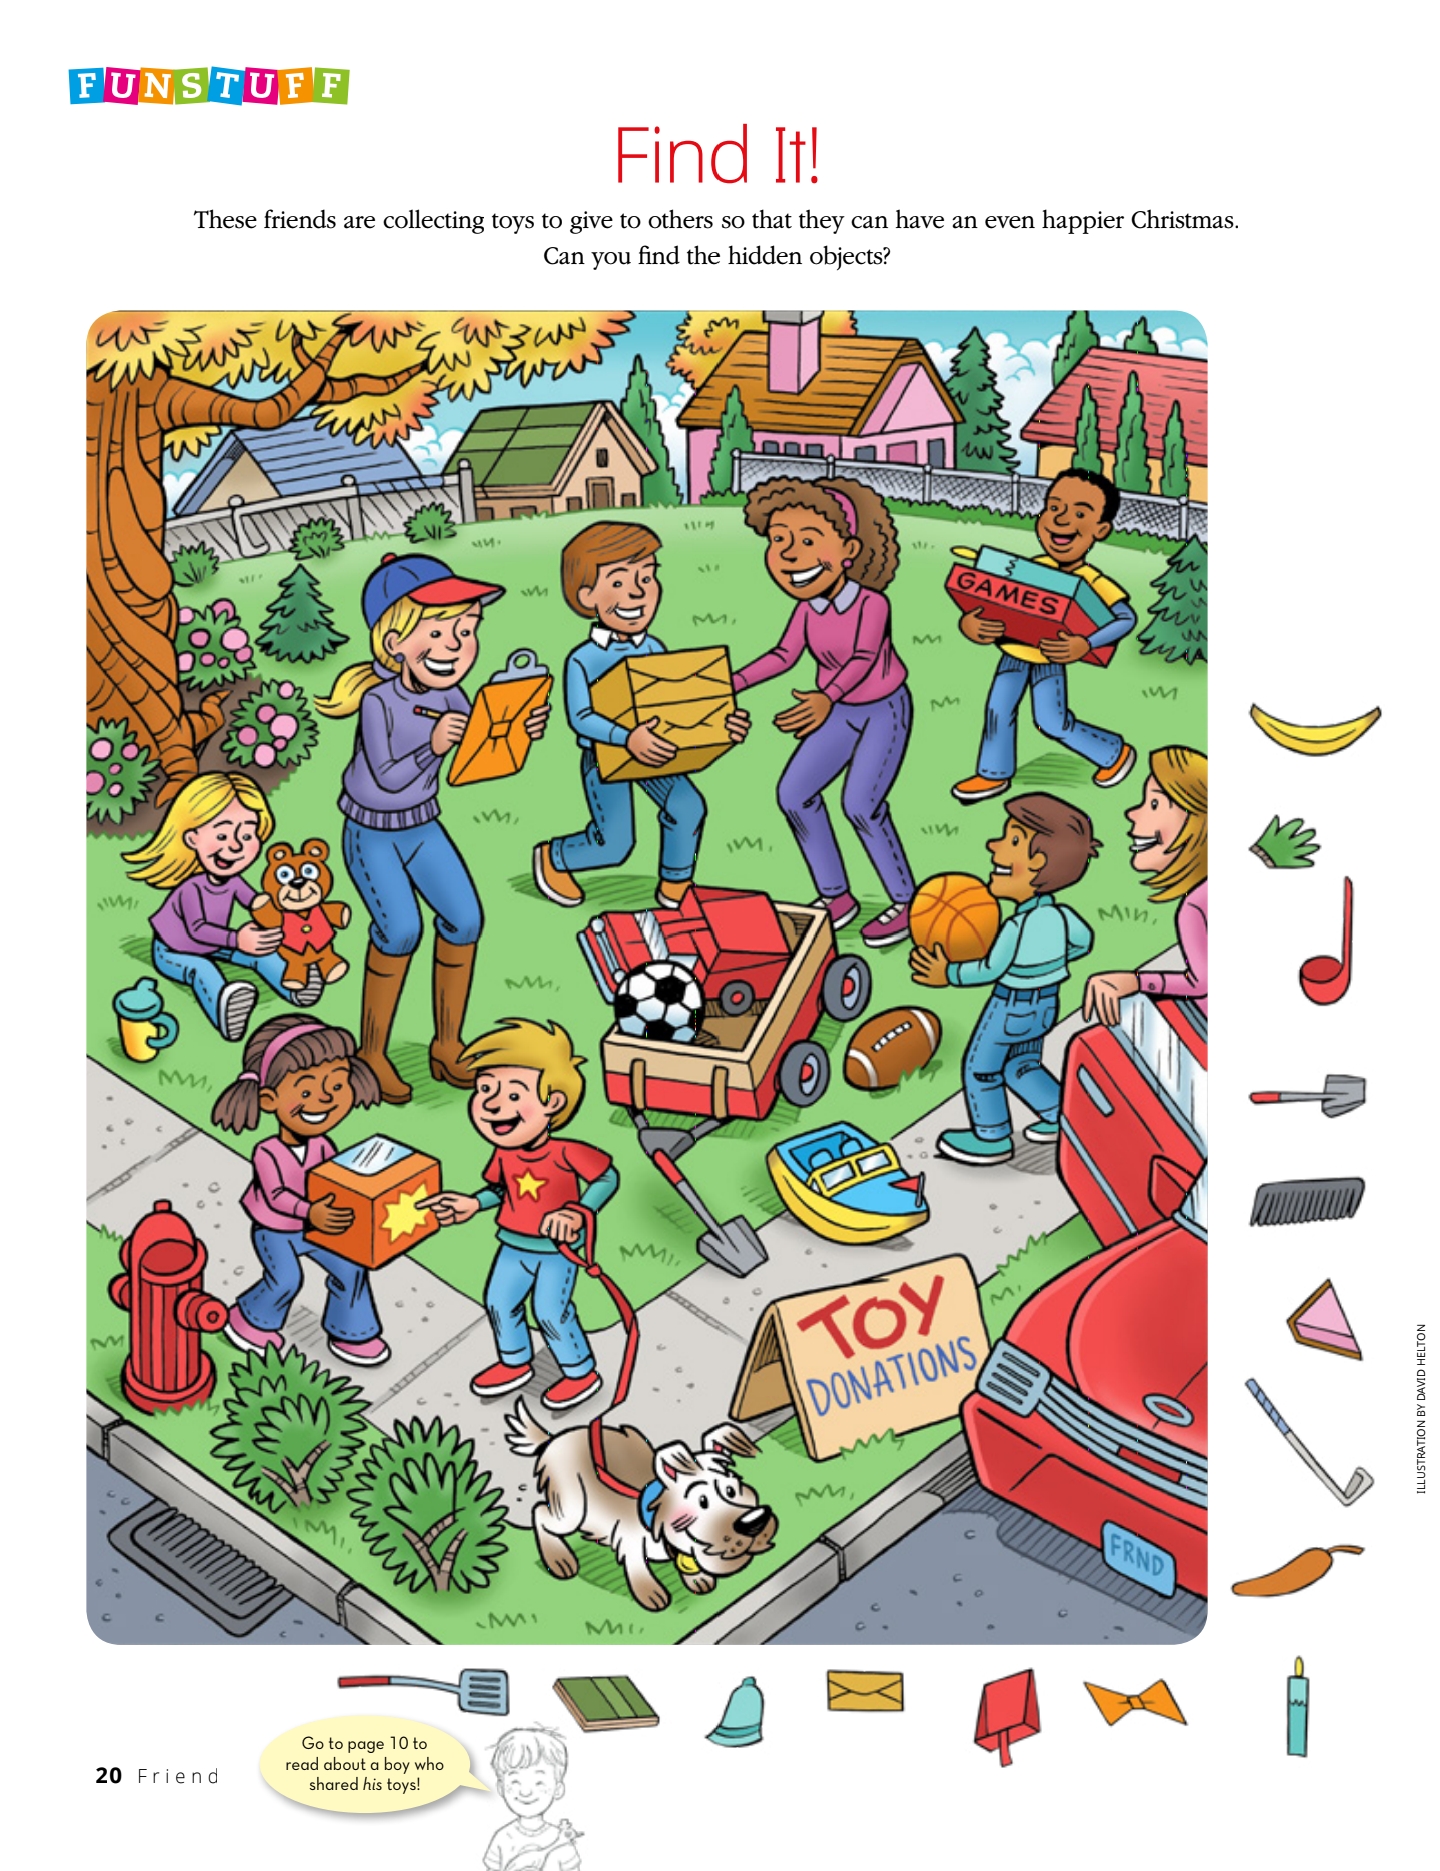 FUNSTUFF
Find It!
These friends are collecting toys to give to others so that they can have an even happier Christmas.
Can you find the hidden objects?
GAMES
TOY
DONATIONS
FRND
ILLUSTRATION BY DAVID HELTON
Go to page 10 to
read about a boy who
shared his toys!
20 Friend